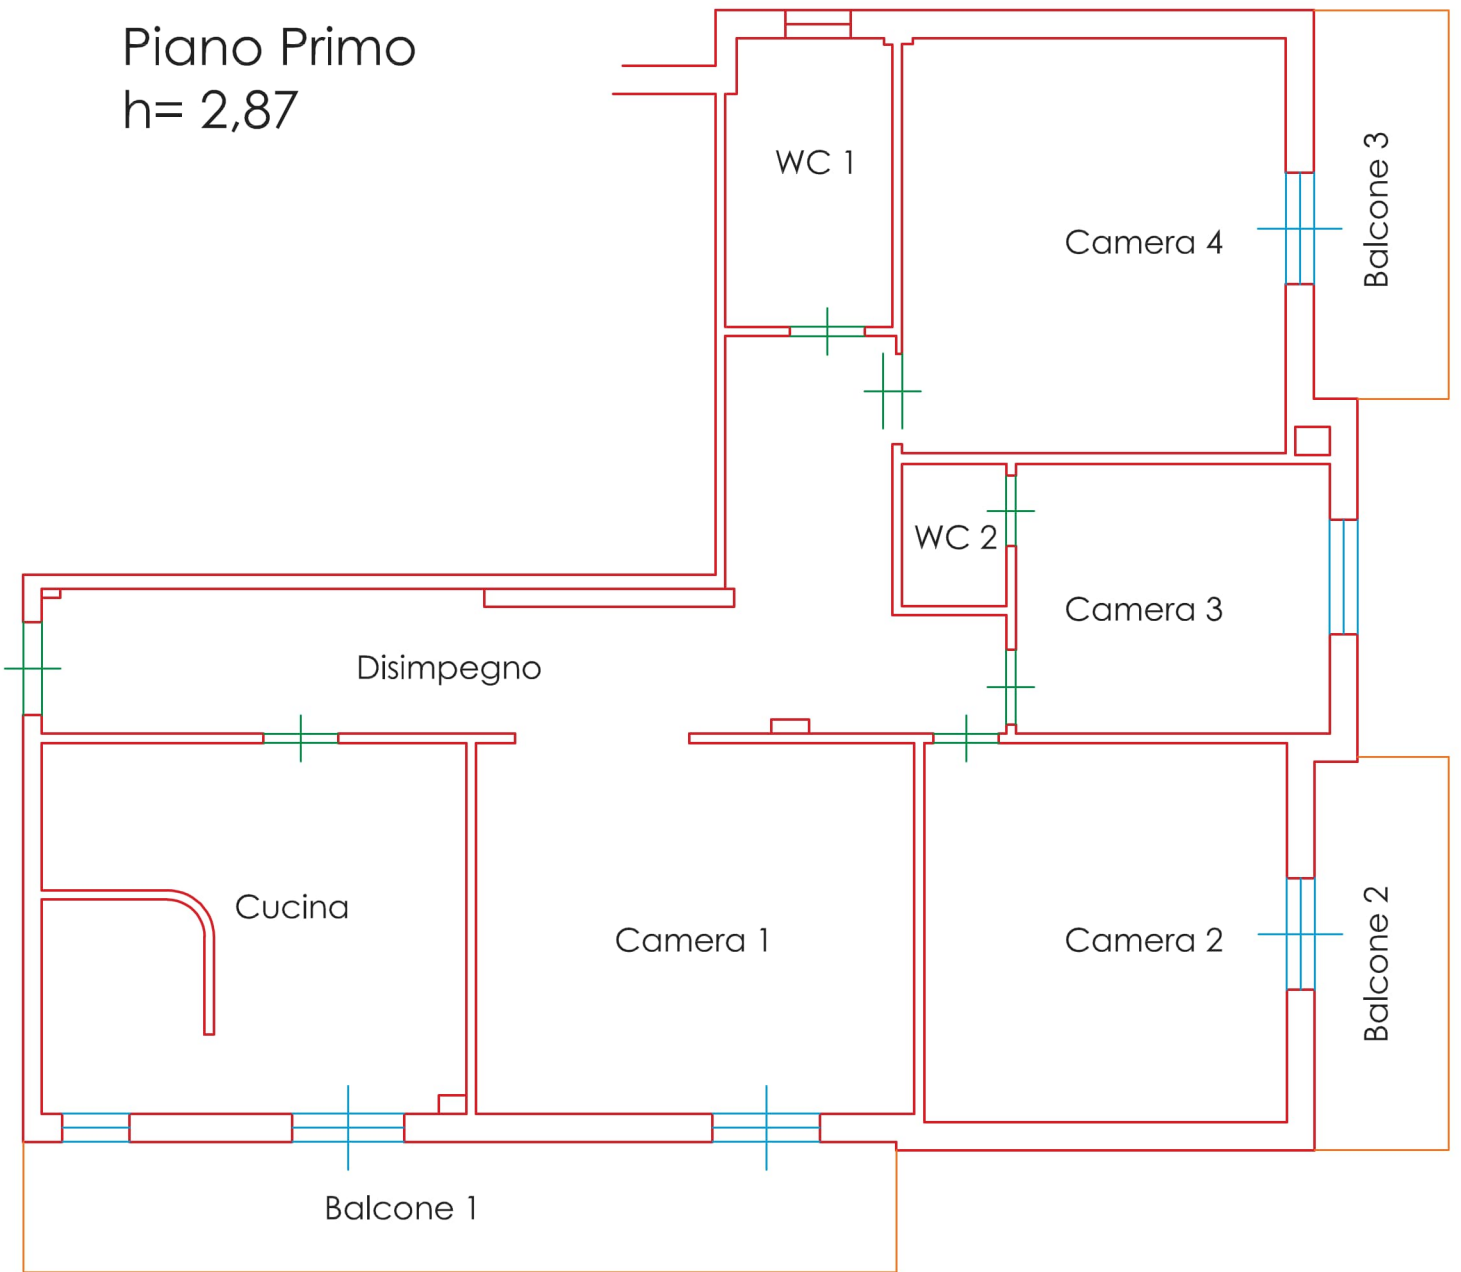 Piano Primo
h= 2,87
WC 1
Camera 4
Balcone 3
WC 2
Camera 3
Disimpegno
Cucina
Camera 1
Camera 2
Balcone 2
Balcone 1